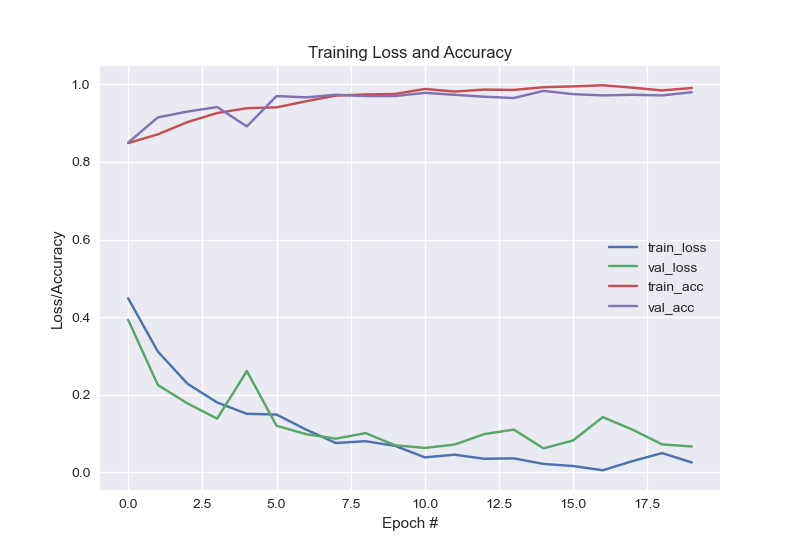 Training Loss and Accuracy
1.0
0.8
0.6
0.4
0.2
0.0
Loss/Accuracy
train_loss
val_loss
train_acc
val_acc
0.0 2.5 5.0 7.5 10.0 12.5 15.0 17.5
Epoch #